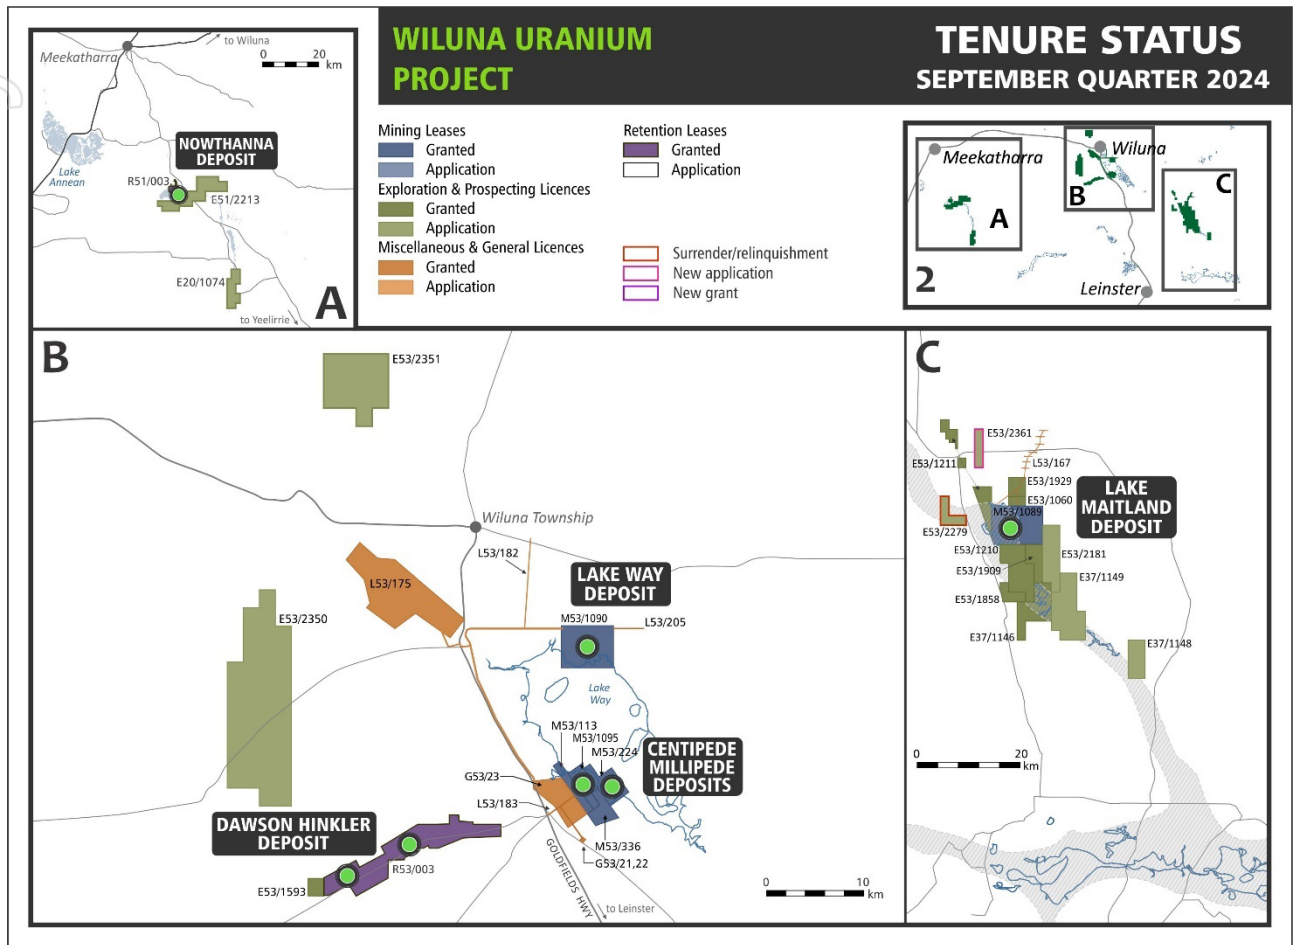 WILUNA URANIUM
PROJECT
TENURE STATUS
SEPTEMBER QUARTER 2024
Meekatharra
to Wiluna
0 20
km
NOWTHANNA
DEPOSIT
Lake
Annean
R51/003
E51/2213
E20/1074
A
to Yeelirrie
Mining Leases
Granted
Application
Exploration & Prospecting Licences
Granted
Application
Miscellaneous & General Licences
Granted
Application
Retention Leases
Granted
Application
Surrender/relinquishment
New application
New grant
Meekatharra
Wiluna
A
B
C
2
Leinster
B
E53/2351
Wiluna Township
L53/182
L53/175
LAKE WAY
DEPOSIT
M53/1090
L53/205
E53/2350
Lake
Way
M53/113
M53/1095
M53/224
CENTIPEDE
MILLIPEDE
DEPOSITS
G53/23
L53/183
DAWSON HINKLER
DEPOSIT
M53/336
G53/21,22
R53/003
E53/1593
GOLDFIELDS HWY
to Leinster
0 10
km
C
E53/2361
E53/1211
L53/167
E53/1929
E53/1060
LAKE
MAITLAND
DEPOSIT
M53/1089
E53/2279
E53/1210
E53/2181
E53/1909
E37/1149
E53/1858
E37/1146
E37/1148
0 20
km